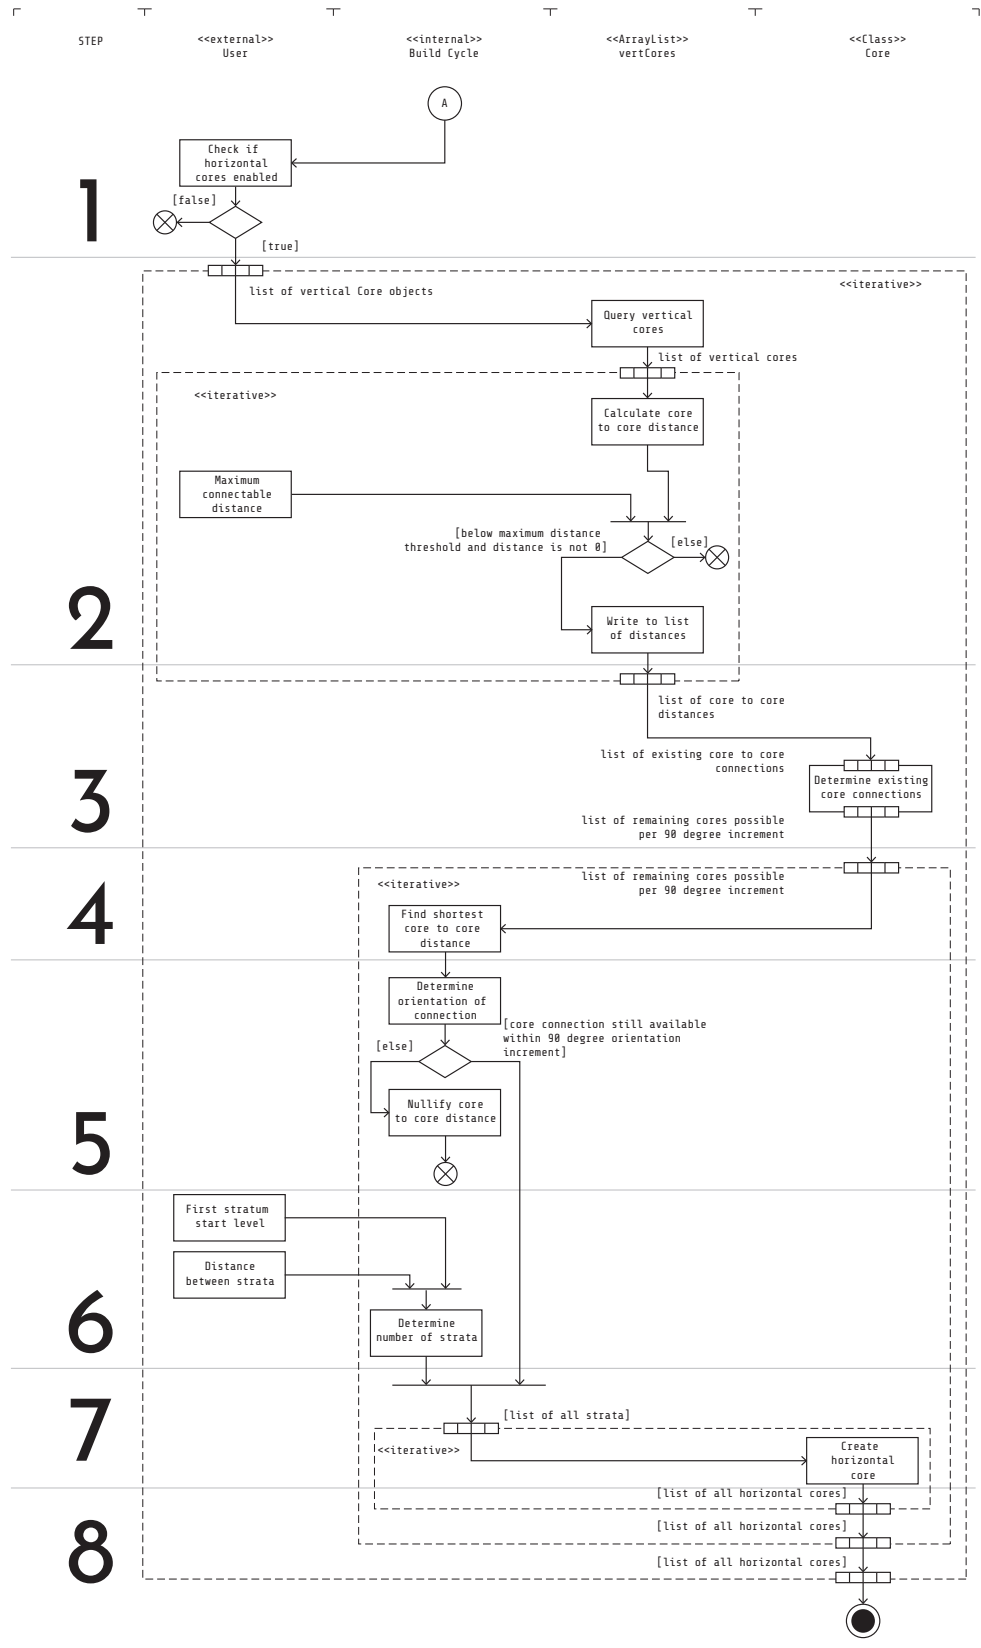 STEP
<<external>>
User
<<internal>>
Build Cycle
<<ArrayList>>
vertCores
<<Class>>
Core
A
Check if
horizontal
cores enabled
1
[false]
[true]
list of vertical Core objects
<<iterative>>
Query vertical
cores
list of vertical cores
<<iterative>>
Calculate core
to core distance
Maximum
connectable
distance
[below maximum distance
threshold and distance is not 0]
[else]
2
Write to list
of distances
list of core to core
distances
list of existing core to core
connections
3
Determine existing
core connections
list of remaining cores possible
per 90 degree increment
4
<<iterative>>
list of remaining cores possible
per 90 degree increment
Find shortest
core to core
distance
Determine
orientation of
connection
[core connection still available
within 90 degree orientation
increment]
[else]
5
Nullify core
to core distance
First stratum
start level
Distance
between strata
6
Determine
number of strata
7
[list of all strata]
<<iterative>>
Create
horizontal
core
[list of all horizontal cores]
8
[list of all horizontal cores]
[list of all horizontal cores]